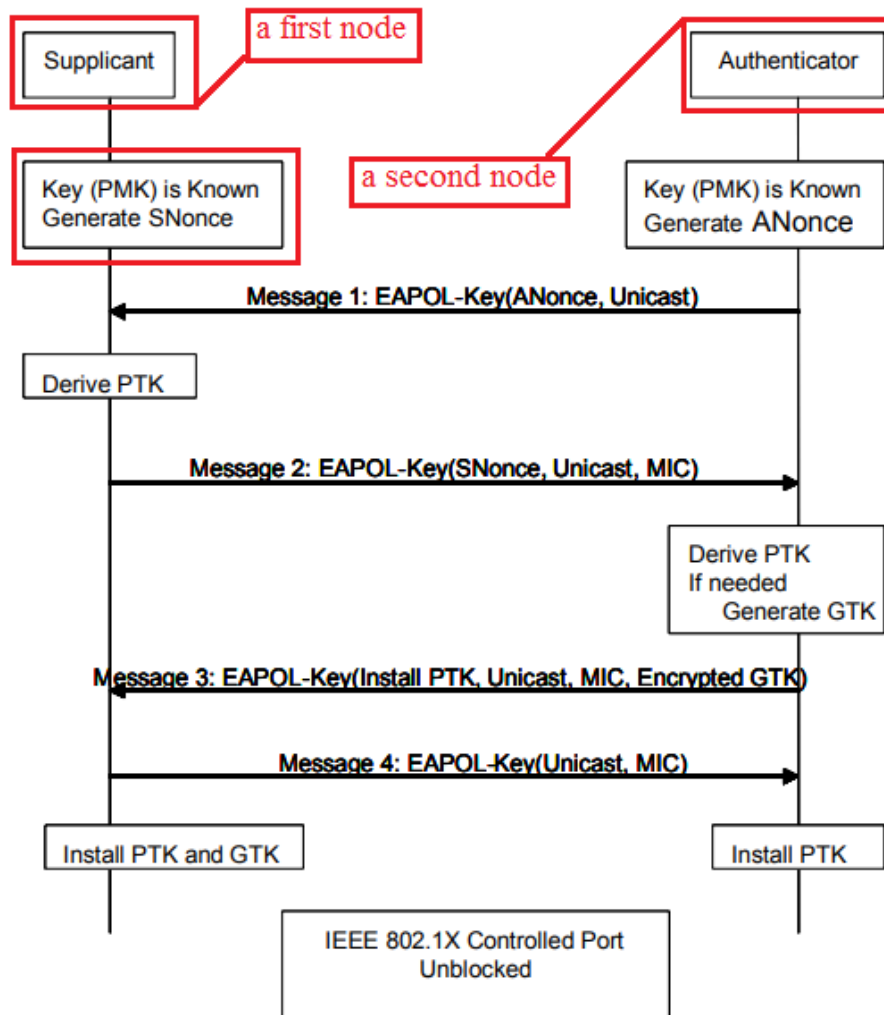 a first node
Supplicant
Authenticator
a second node
Key (PMK) is Known
Generate SNonce
Key (PMK) is Known
Generate ANonce
Message 1: EAPOL-Key(ANonce, Unicast)
Derive PTK
Message 2: EAPOL-Key(SNonce, Unicast, MIC)
Derive PTK
If needed
Generate GTK
Message 3: EAPOL-Key(Install PTK, Unicast, MIC, Encrypted GTK)
Message 4: EAPOL-Key(Unicast, MIC)
Install PTK and GTK
Install PTK
IEEE 802.1X Controlled Port
Unblocked